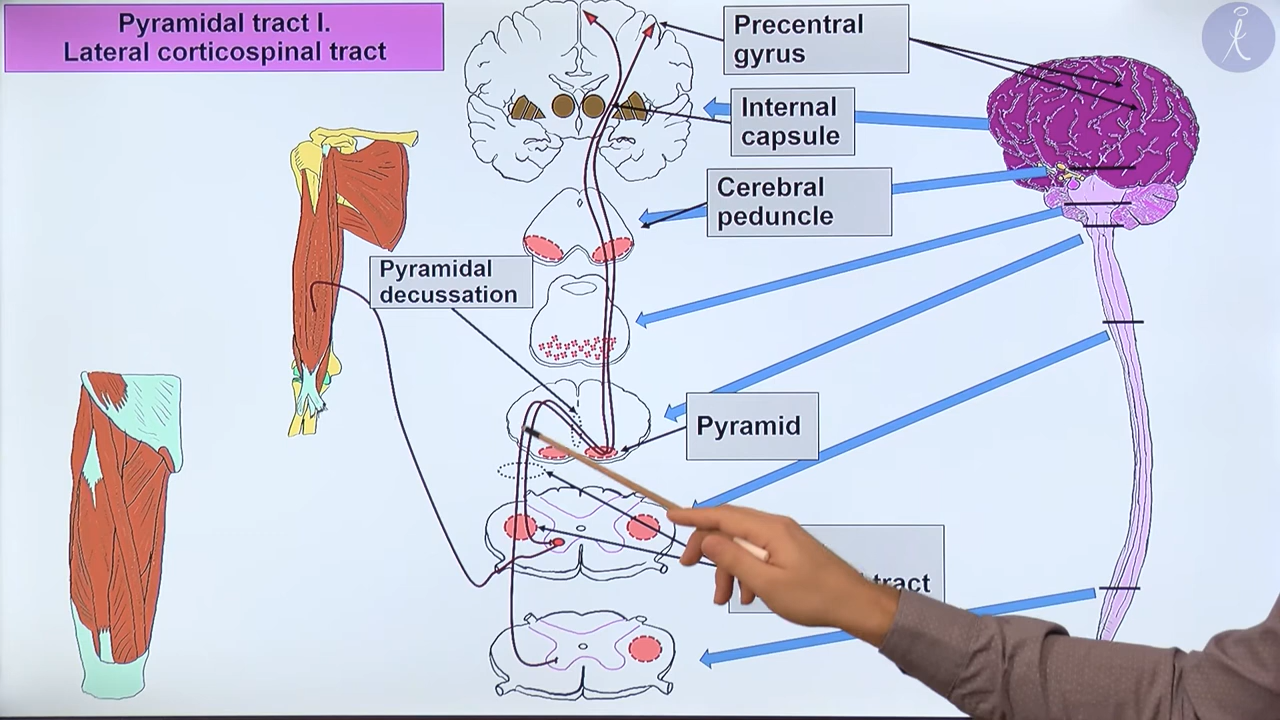 Pyramidal tract I.
Lateral corticospinal tract
Precentral
gyrus
Internal
capsule
Cerebral
peduncle
Pyramidal
decussation
Pyramid
tract